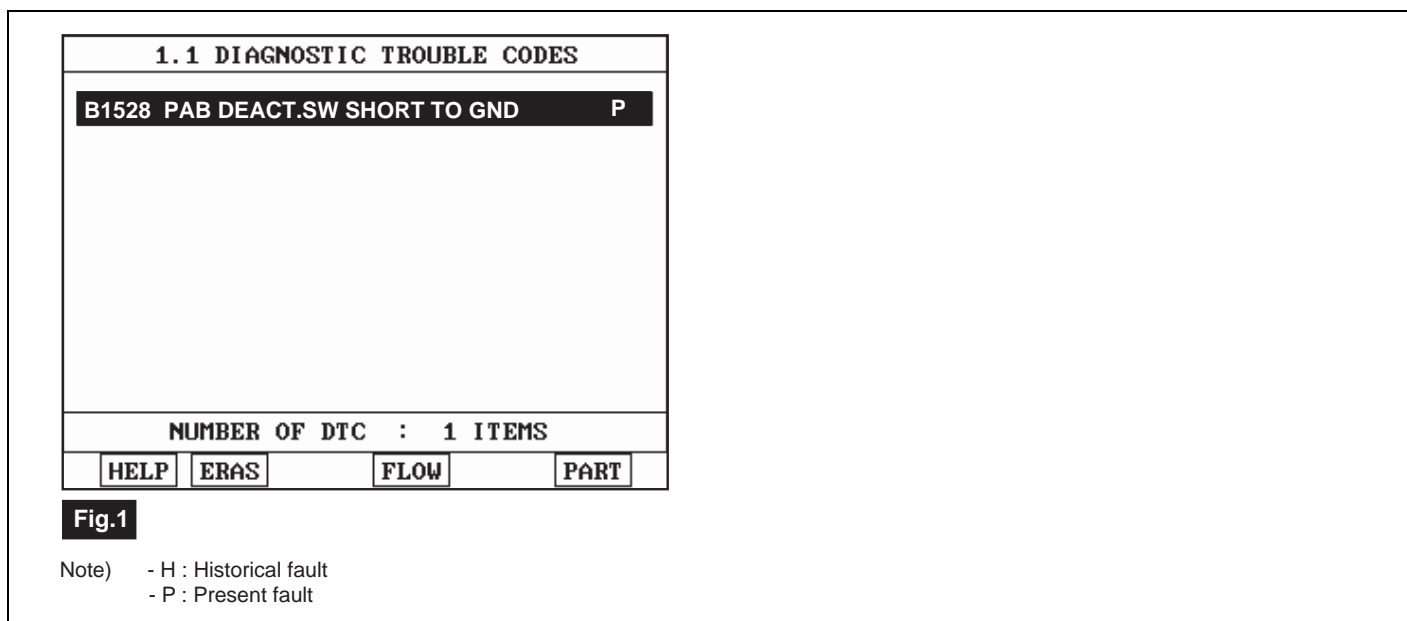 1.1 DIAGNOSTIC TROUBLE CODES
B1528 PAB DEACT.SW SHORT TO GND P
NUMBER OF DTC : 1 ITEMS
HELP ERAS FLOW PART
Fig.1
Note) - H : Historical fault
- P : Present fault